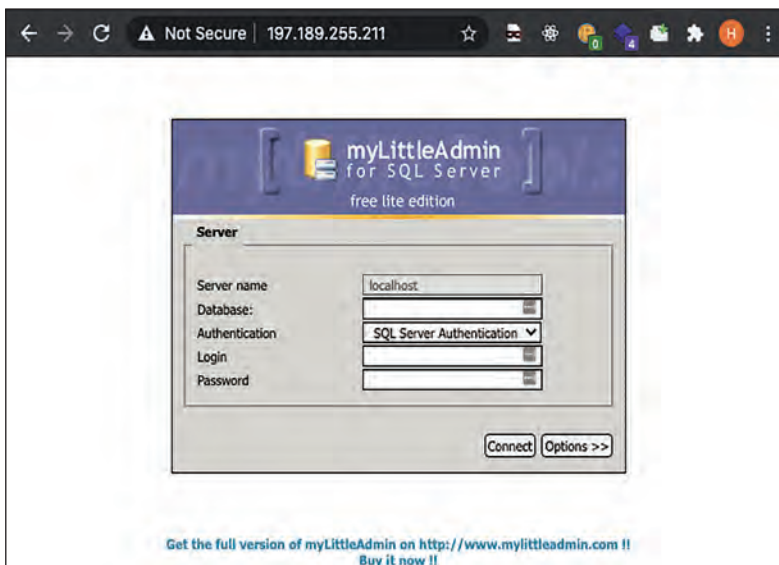 Not Secure 197.189.255.211
0
4
H
myLittleAdmin
for SQL Server
free lite edition
Server
Server name localhost
Database:
Authentication SQL Server Authentication
Login
Password
Connect Options >>
Get the full version of myLittleAdmin on http://www.mylittleadmin.com !!
Buy it now !!